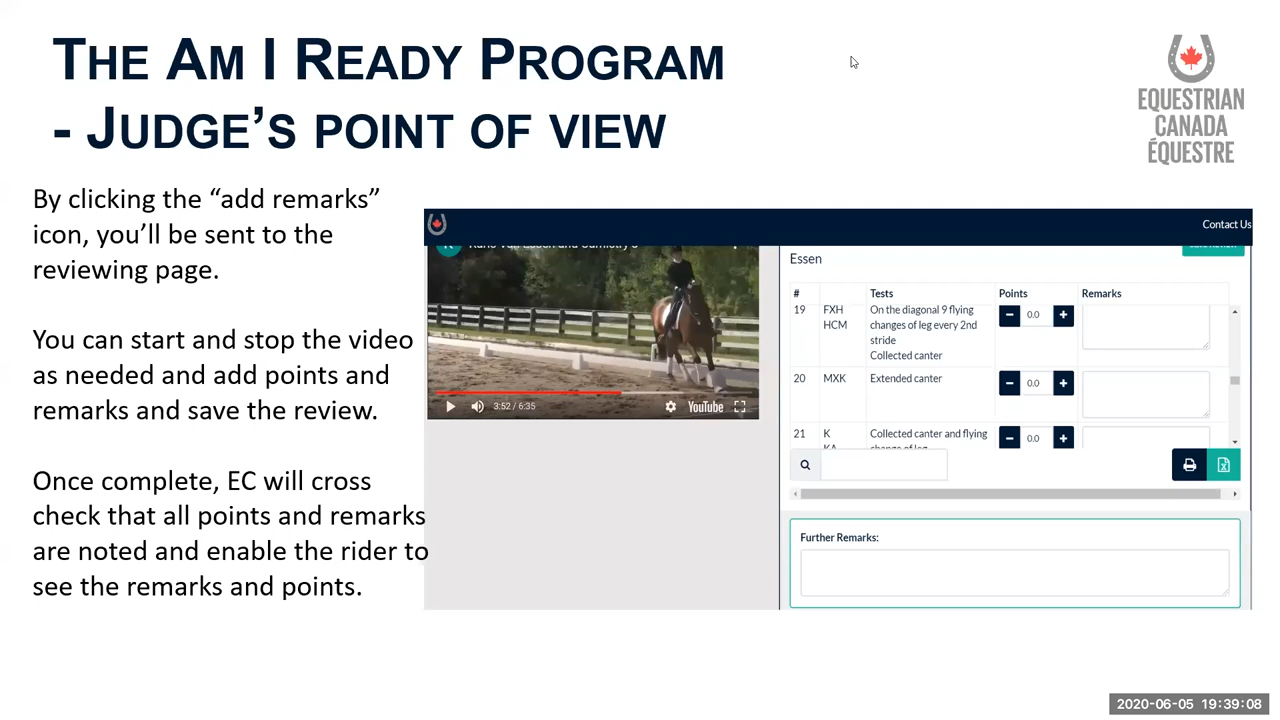 THE AM I READY PROGRAM
- JUDGE’S POINT OF VIEW
EQUESTRIAN
CANADA
ÉQUESTRE
By clicking the “add remarks”
icon, you’ll be sent to the
reviewing page.
You can start and stop the video
as needed and add points and
remarks and save the review.
Once complete, EC will cross
check that all points and remarks
are noted and enable the rider to
see the remarks and points.
Contact Us
Essen
# Tests Points Remarks
19 FXH On the diagonal 9 flying 0.0
HCM changes of leg every 2nd
stride
Collected canter
20 MXK Extended canter 0.0
21 K Collected canter and flying 0.0
KA change of leg
3:52 / 6:35
YouTube
Further Remarks:
2020-06-05 19:39:08